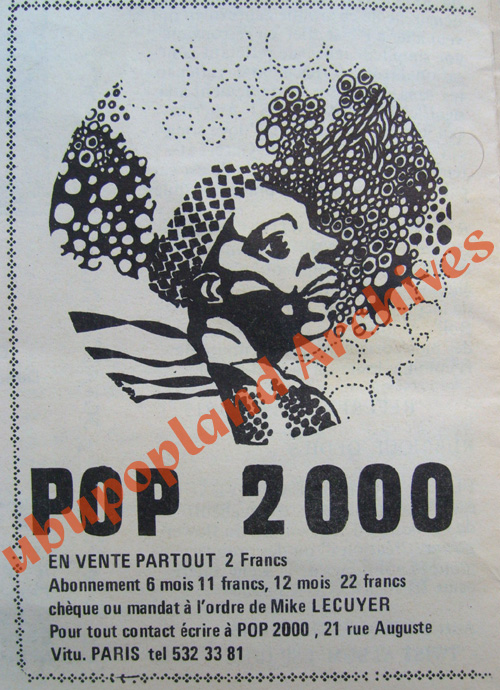 POP 2000
EN VENTE PARTOUT 2 Francs
Abonnement 6 mois 11 francs, 12 mois 22 francs
chèque ou mandat à l'ordre de Mike LECUYER
Pour tout contact écrire à POP 2000 , 21 rue Auguste
Vitu. PARIS tel 532 33 81
ubupopland Archives